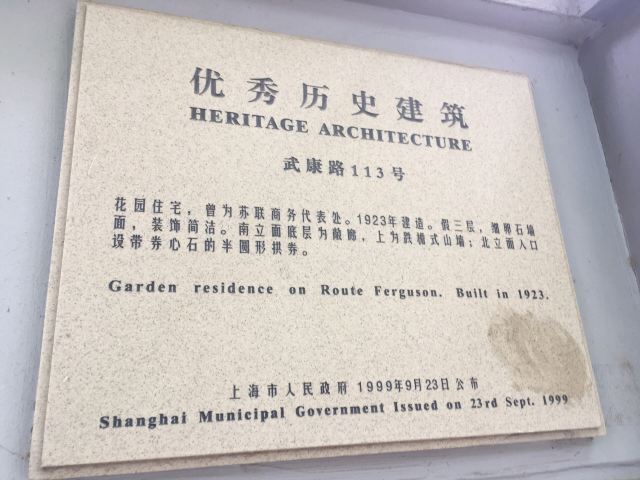 优秀历史建筑
HERITAGE ARCHITECTURE
武康路113号
花园住宅，曾为苏联商务代表处。1923年建造。假三层，细卵石墙
面，装饰简洁。南立面底层为敞廊，上为跌檐式山墙；北立面入口
设带券心石的半圆形拱券。
Garden residence on Route Ferguson. Built in 1923.
上海市人民政府 1999年9月23日公布
Shanghai Municipal Government Issued on 23rd Sept. 1999